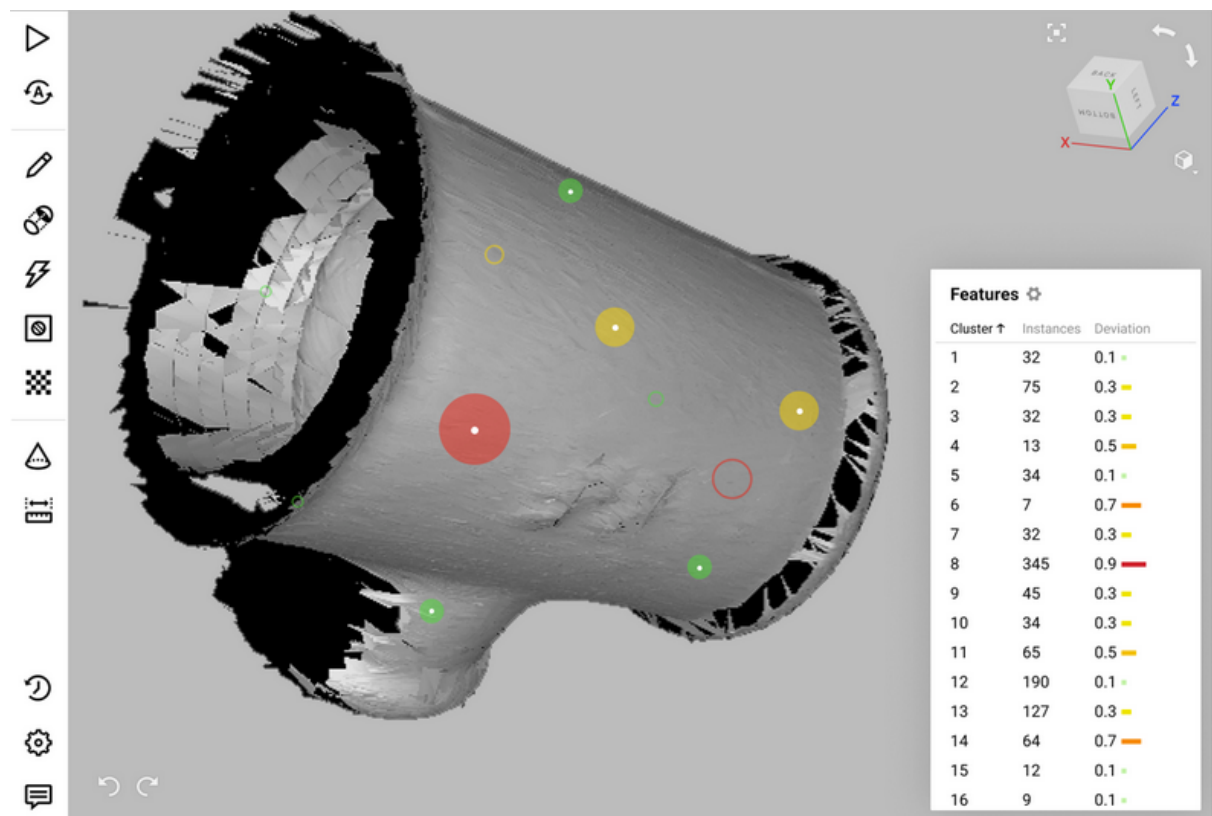 BACK
LEFT
BOTTOM
Y
Z
X
A
Features
Cluster ↑ Instances Deviation
1 32 0.1
2 75 0.3
3 32 0.3
4 13 0.5
5 34 0.1
6 7 0.7
7 32 0.3
8 345 0.9
9 45 0.3
10 34 0.3
11 65 0.5
12 190 0.1
13 127 0.3
14 64 0.7
15 12 0.1
16 9 0.1